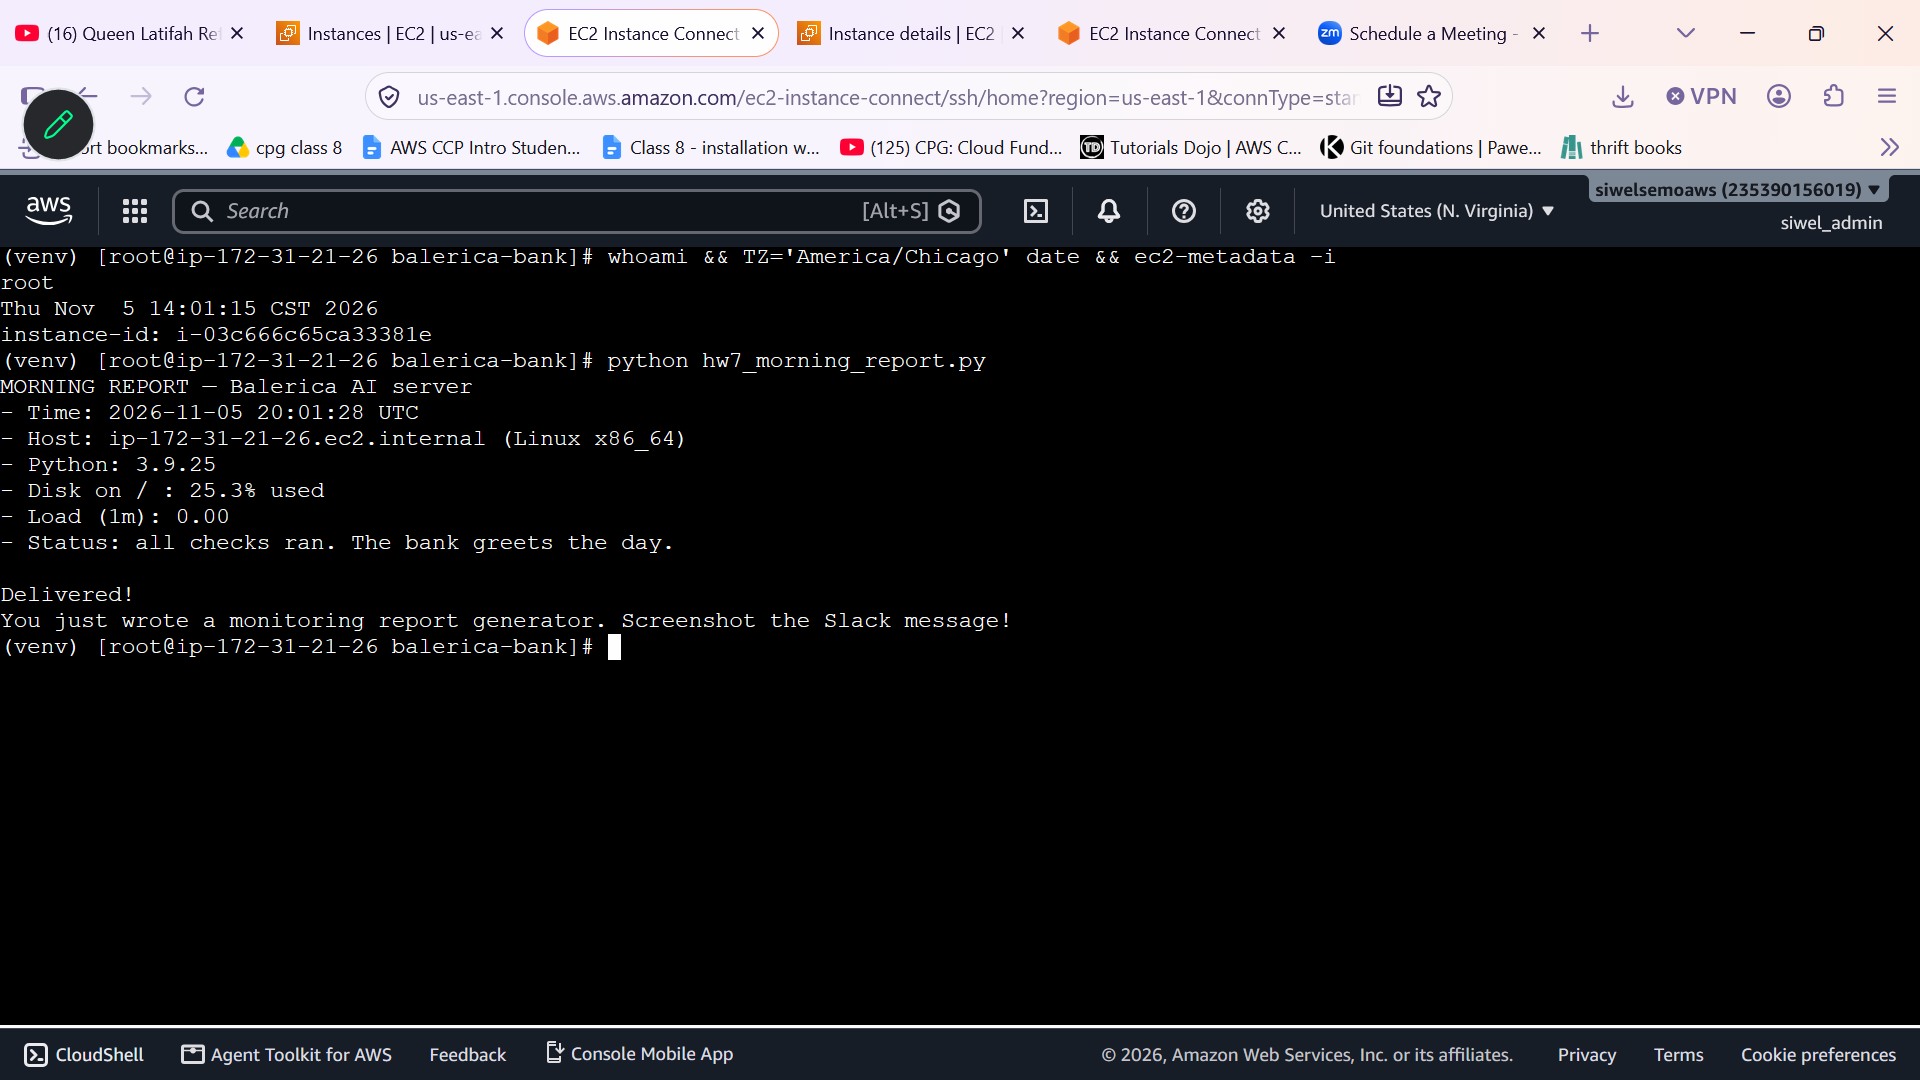 (16) Queen Latifah Re
Instances | EC2 | us-ea
EC2 Instance Connect
Instance details | EC2
EC2 Instance Connect
zm Schedule a Meeting -
us-east-1.console.aws.amazon.com/ec2-instance-connect/ssh/home?region=us-east-1&connType=star
VPN
ort bookmarks...
cpg class 8
AWS CCP Intro Studen...
Class 8 - installation w...
(125) CPG: Cloud Fund...
TD Tutorials Dojo | AWS C...
Git foundations | Pawe...
thrift books
aws
Search [Alt+S]
United States (N. Virginia)
siwelsemoaws (235390156019)
siwel_admin
(venv) [root@ip-172-31-21-26 balerica-bank]# whoami && TZ='America/Chicago' date && ec2-metadata -i
root
Thu Nov  5 14:01:15 CST 2026
instance-id: i-03c666c65ca33381e
(venv) [root@ip-172-31-21-26 balerica-bank]# python hw7_morning_report.py
MORNING REPORT — Balerica AI server
- Time: 2026-11-05 20:01:28 UTC
- Host: ip-172-31-21-26.ec2.internal (Linux x86_64)
- Python: 3.9.25
- Disk on / : 25.3% used
- Load (1m): 0.00
- Status: all checks ran. The bank greets the day.
Delivered!
You just wrote a monitoring report generator. Screenshot the Slack message!
(venv) [root@ip-172-31-21-26 balerica-bank]#
CloudShell
Agent Toolkit for AWS
Feedback
Console Mobile App
© 2026, Amazon Web Services, Inc. or its affiliates.
Privacy
Terms
Cookie preferences